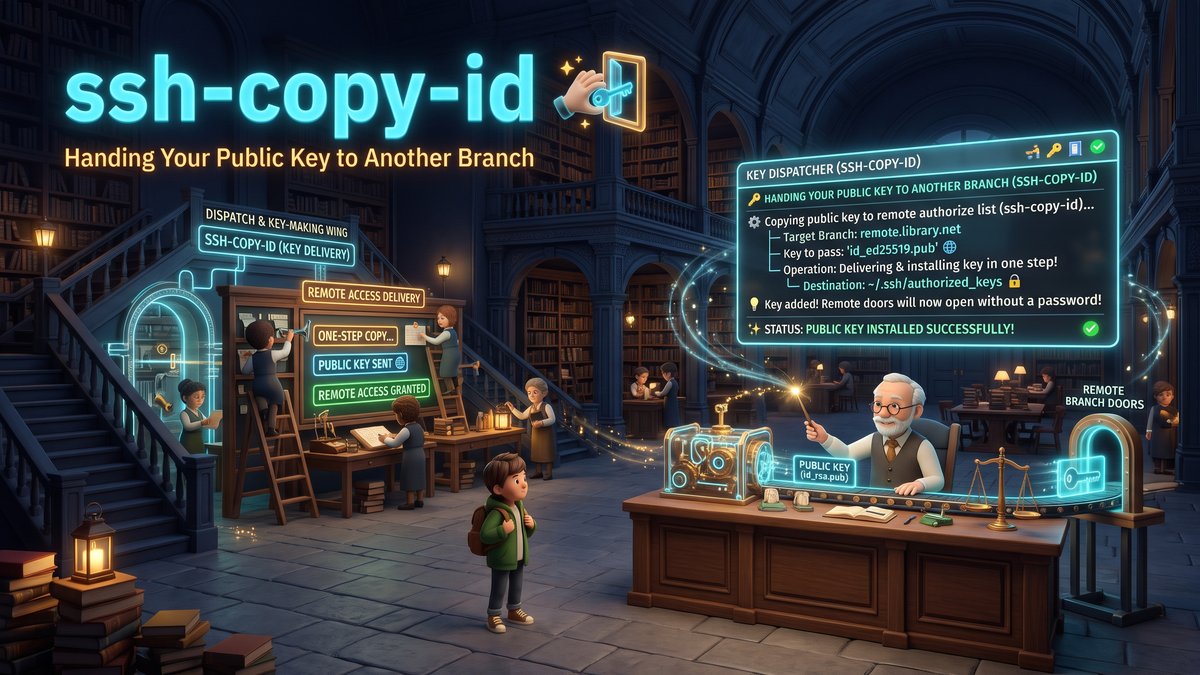 ssh-copy-id
Handing Your Public Key to Another Branch
DISPATCH & KEY-MAKING WING
SSH-COPY-ID (KEY DELIVERY)
REMOTE ACCESS DELIVERY
ONE-STEP COPY...
PUBLIC KEY SENT
REMOTE ACCESS GRANTED
KEY DISPATCHER (SSH-COPY-ID)
HANDING YOUR PUBLIC KEY TO ANOTHER BRANCH (SSH-COPY-ID)
Copying public key to remote authorize list (ssh-copy-id)...
Target Branch: remote.library.net
Key to pass: 'id_ed25519.pub'
Operation: Delivering & installing key in one step!
Destination: ~/.ssh/authorized_keys
Key added! Remote doors will now open without a password!
STATUS: PUBLIC KEY INSTALLED SUCCESSFULLY!
REMOTE
BRANCH DOORS
PUBLIC KEY
(id_rsa.pub)